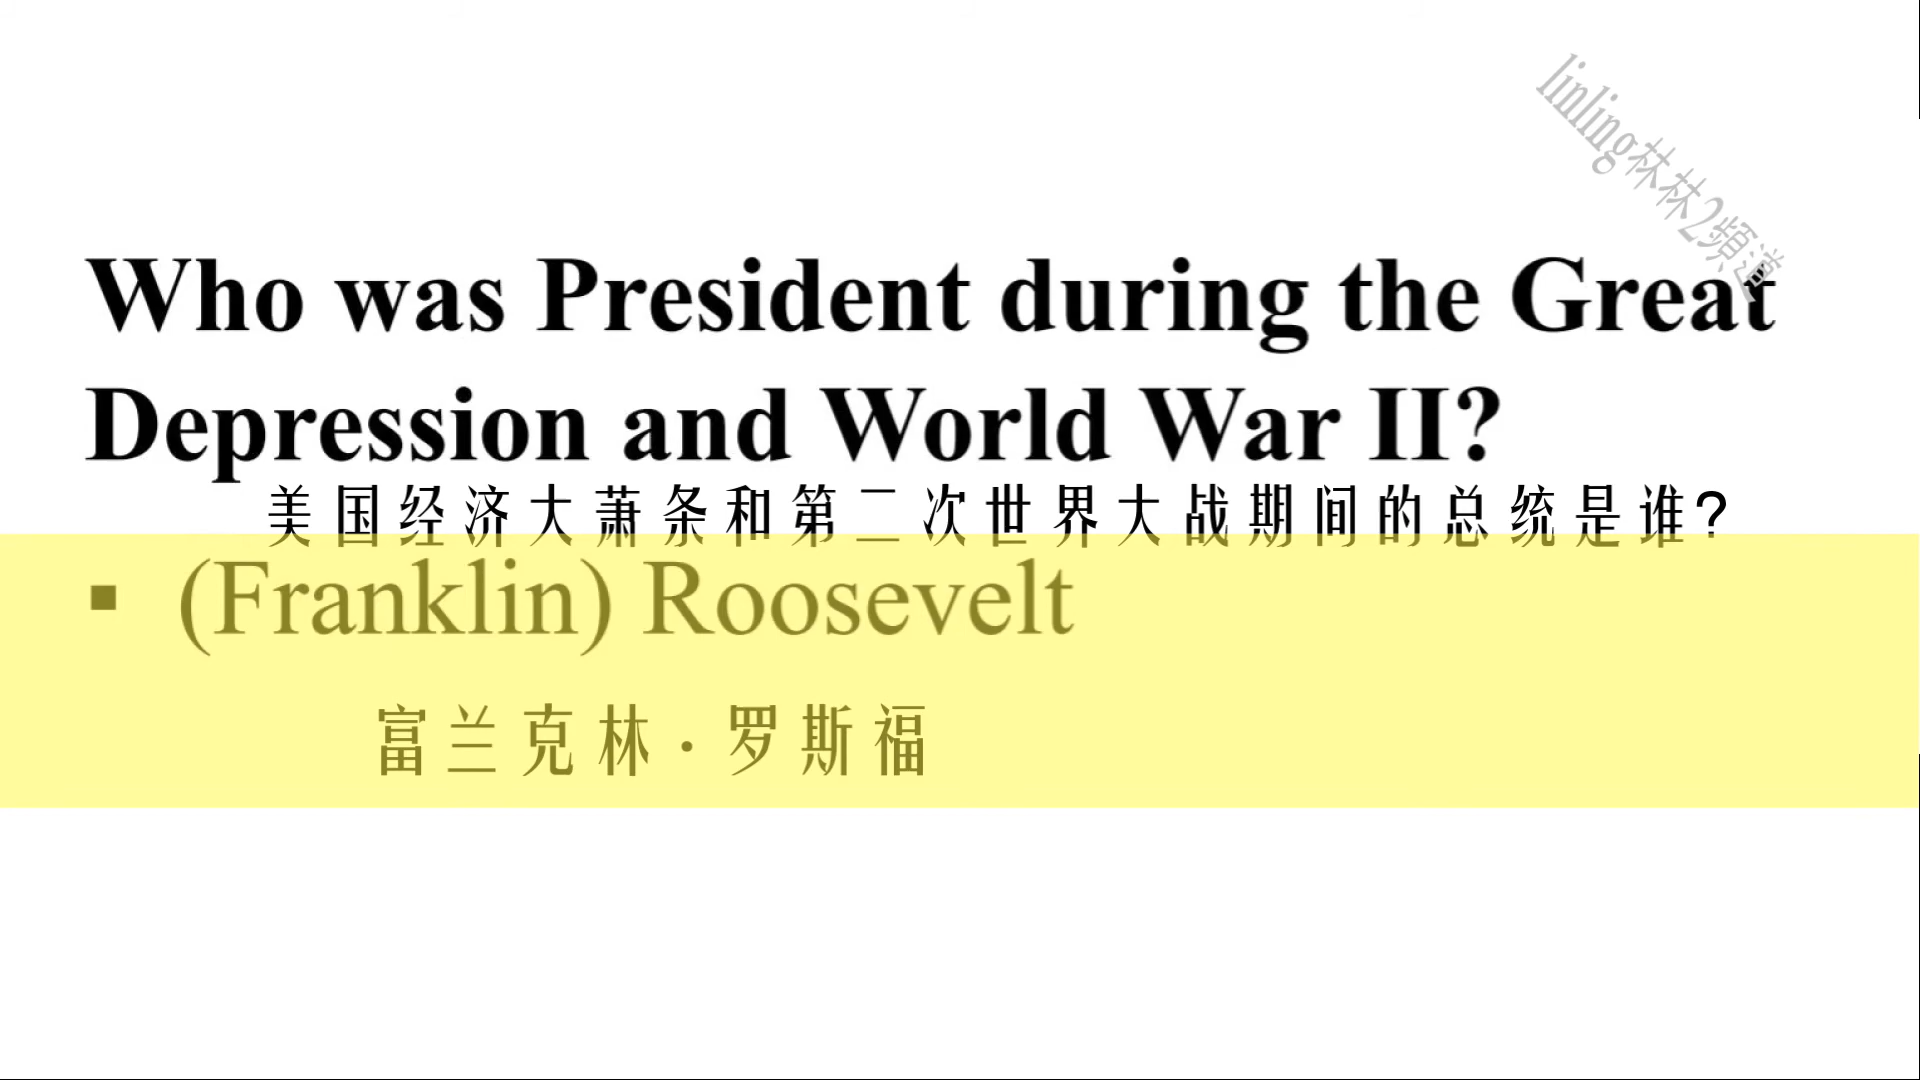 linling林林2頻道
Who was President during the Great
Depression and World War II?
美国经济大萧条和第二次世界大战期间的总统是谁?
▪ (Franklin) Roosevelt
富兰克林·罗斯福